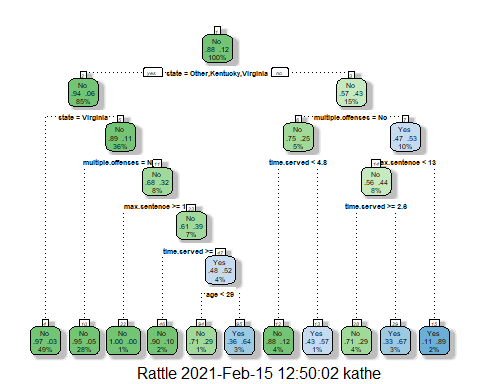 No
.88 .12
100%
yes state = Other,Kentucky,Virginia no
No
.94 .06
85%
No
.57 .43
15%
state = Virginia
multiple.offenses = No
No
.89 .11
36%
No
.75 .25
5%
Yes
.47 .53
10%
multiple.offenses = N
time.served < 4.8
ax.sentence < 13
No
.68 .32
8%
No
.56 .44
8%
max.sentence >= 1
time.served >= 2.6
No
.61 .39
7%
time.served >=
Yes
.48 .52
4%
age < 29
No
.97 .03
49%
No
.95 .05
28%
No
1.00 .00
1%
No
.90 .10
2%
No
.71 .29
1%
Yes
.36 .64
3%
No
.88 .12
4%
Yes
.43 .57
1%
No
.71 .29
4%
Yes
.33 .67
3%
Yes
.11 .89
2%
Rattle 2021-Feb-15 12:50:02 kathe